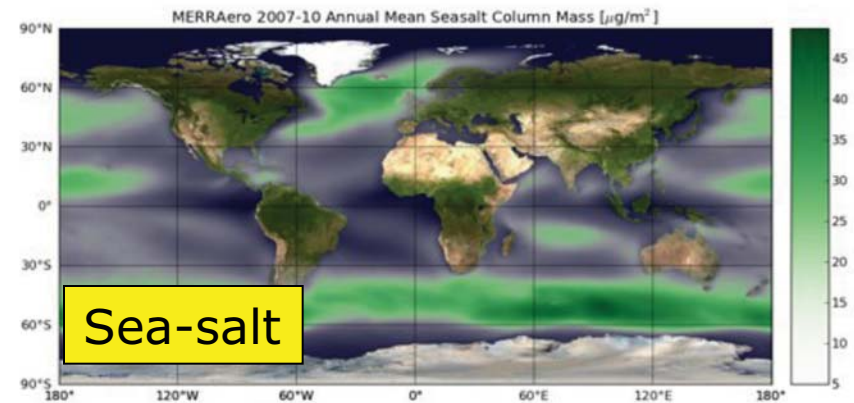 MERRAero 2007-10 Annual Mean Seasalt Column Mass [μg/m²]
90°N
60°N
30°N
0°
30°S
60°S
90°S
180° 120°W 60°W 0° 60°E 120°E 180°
45
40
35
30
25
20
15
10
5
Sea-salt